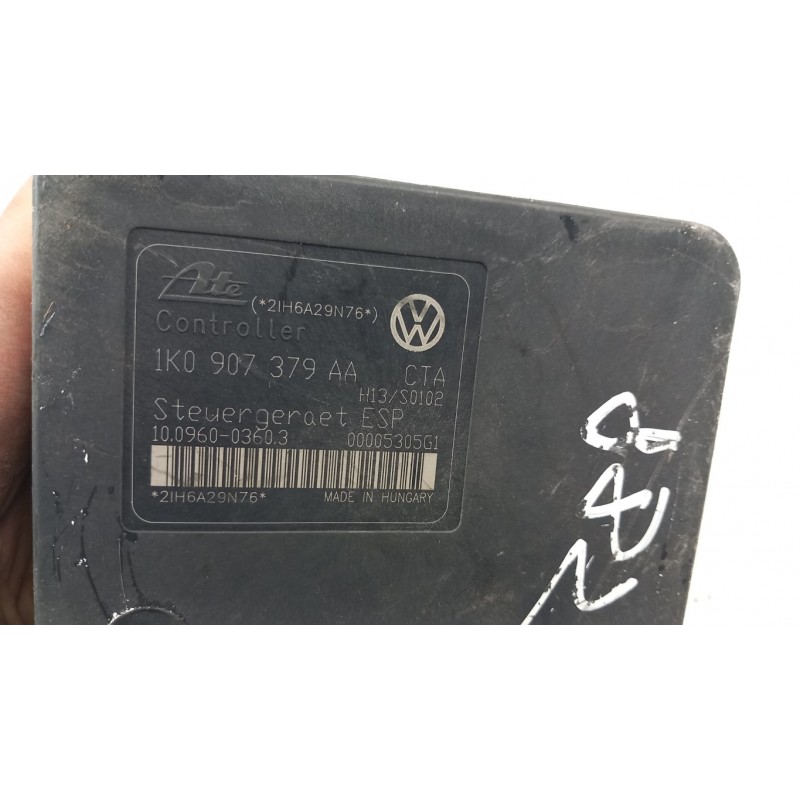 Ate (*2IH6A29N76*)
Controller
1K0 907 379 AA CTA
H13/S0102
Steuergeraet ESP
10.0960-0360.3 00005305G1
*2IH6A29N76* MADE IN HUNGARY